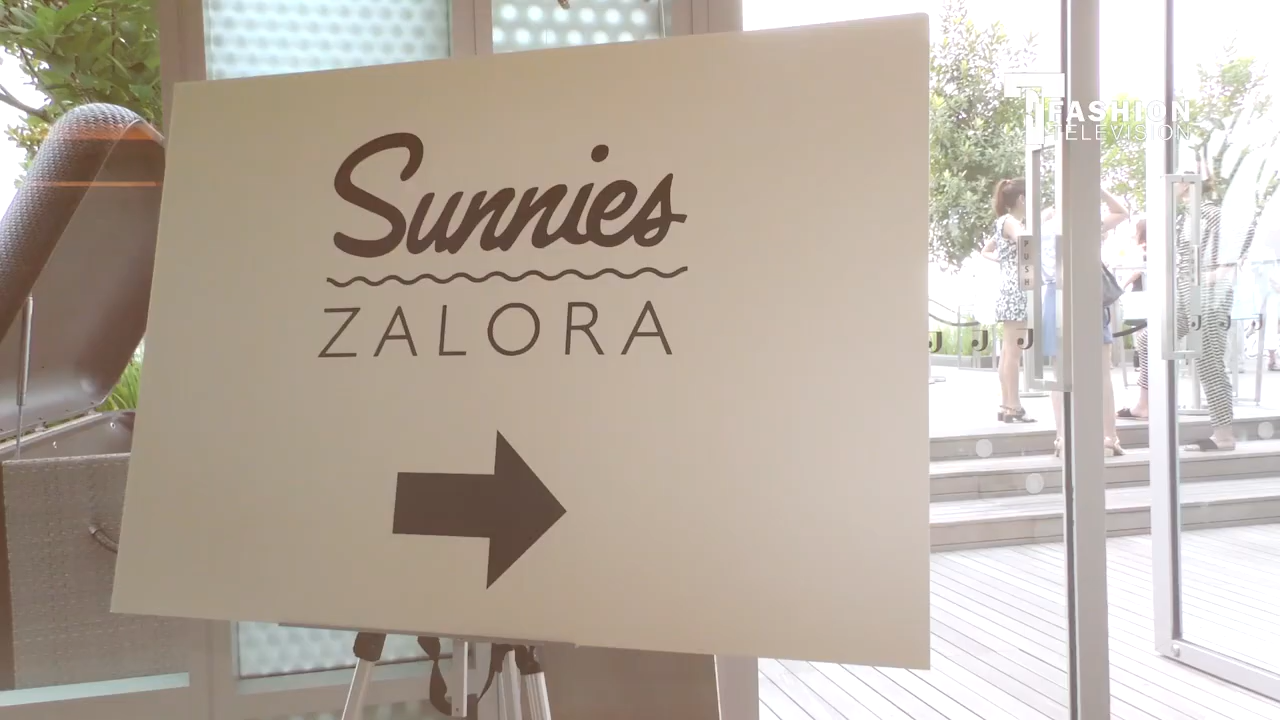 Sunnies
ZALORA
FASHION
TELEVISION
PUSH
J J J
J J J